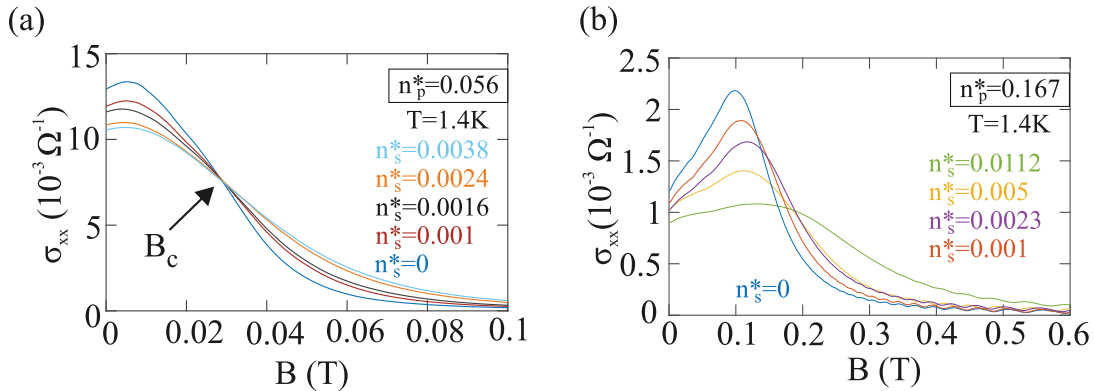 (a)
15
10
5
0
σxx (10⁻³ Ω⁻¹)
n*p=0.056
T=1.4K
n*s=0.0038
n*s=0.0024
n*s=0.0016
n*s=0.001
n*s=0
Bc
0 0.02 0.04 0.06 0.08 0.1
B (T)
(b)
2.5
2
1.5
1
0.5
0
σxx(10⁻³ Ω⁻¹)
n*p=0.167
T=1.4K
n*s=0.0112
n*s=0.005
n*s=0.0023
n*s=0.001
n*s=0
0 0.1 0.2 0.3 0.4 0.5 0.6
B (T)